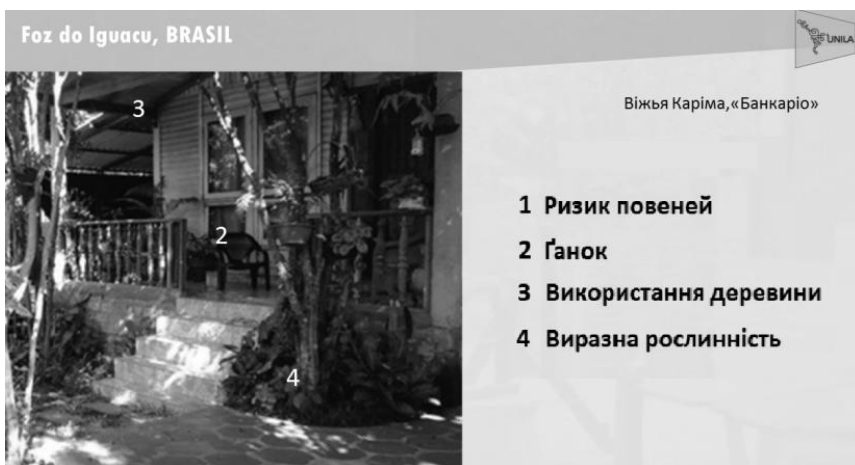 Foz do Iguacu, BRASIL
UNILA
Віжья Каріма,«Банкаріо»
3
2
4
1 Ризик повеней
2 Ґанок
3 Використання деревини
4 Виразна рослинність